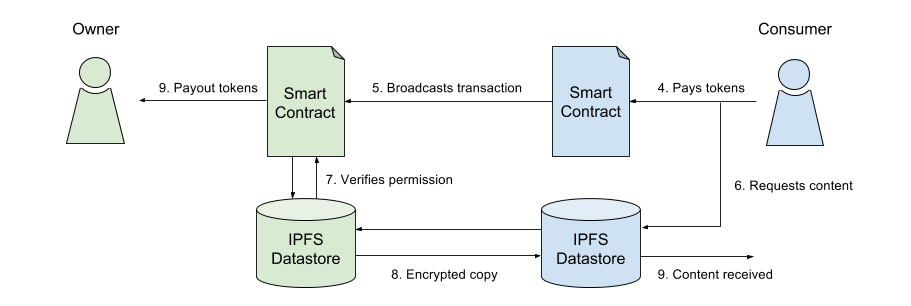 Owner
Consumer
9. Payout tokens
Smart
Contract
5. Broadcasts transaction
Smart
Contract
4. Pays tokens
7. Verifies permission
6. Requests content
IPFS
Datastore
IPFS
Datastore
8. Encrypted copy
9. Content received